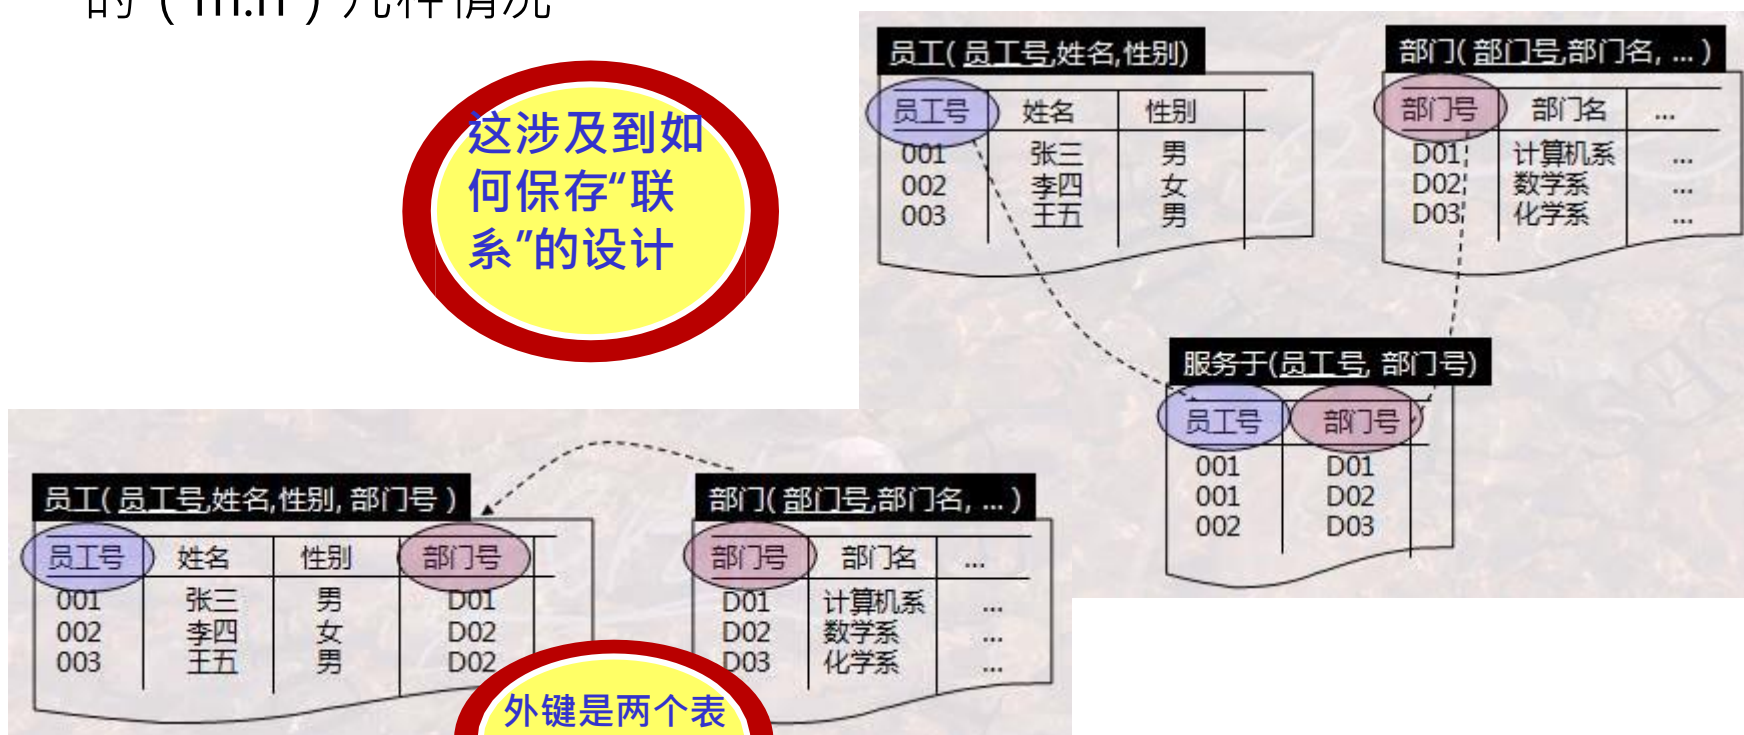 的（m:n）几种情况
这涉及到如
何保存“联
系”的设计
员工( 员工号,姓名,性别)
员工号 姓名 性别
001 张三 男
002 李四 女
003 王五 男
部门( 部门号,部门名, ... )
部门号 部门名 ...
D01 计算机系 ...
D02 数学系 ...
D03 化学系 ...
服务于(员工号, 部门号)
员工号 部门号
001 D01
001 D02
002 D03
员工( 员工号,姓名,性别, 部门号 )
员工号 姓名 性别 部门号
001 张三 男 D01
002 李四 女 D02
003 王五 男 D02
部门( 部门号,部门名, ... )
部门号 部门名 ...
D01 计算机系 ...
D02 数学系 ...
D03 化学系 ...
外键是两个表